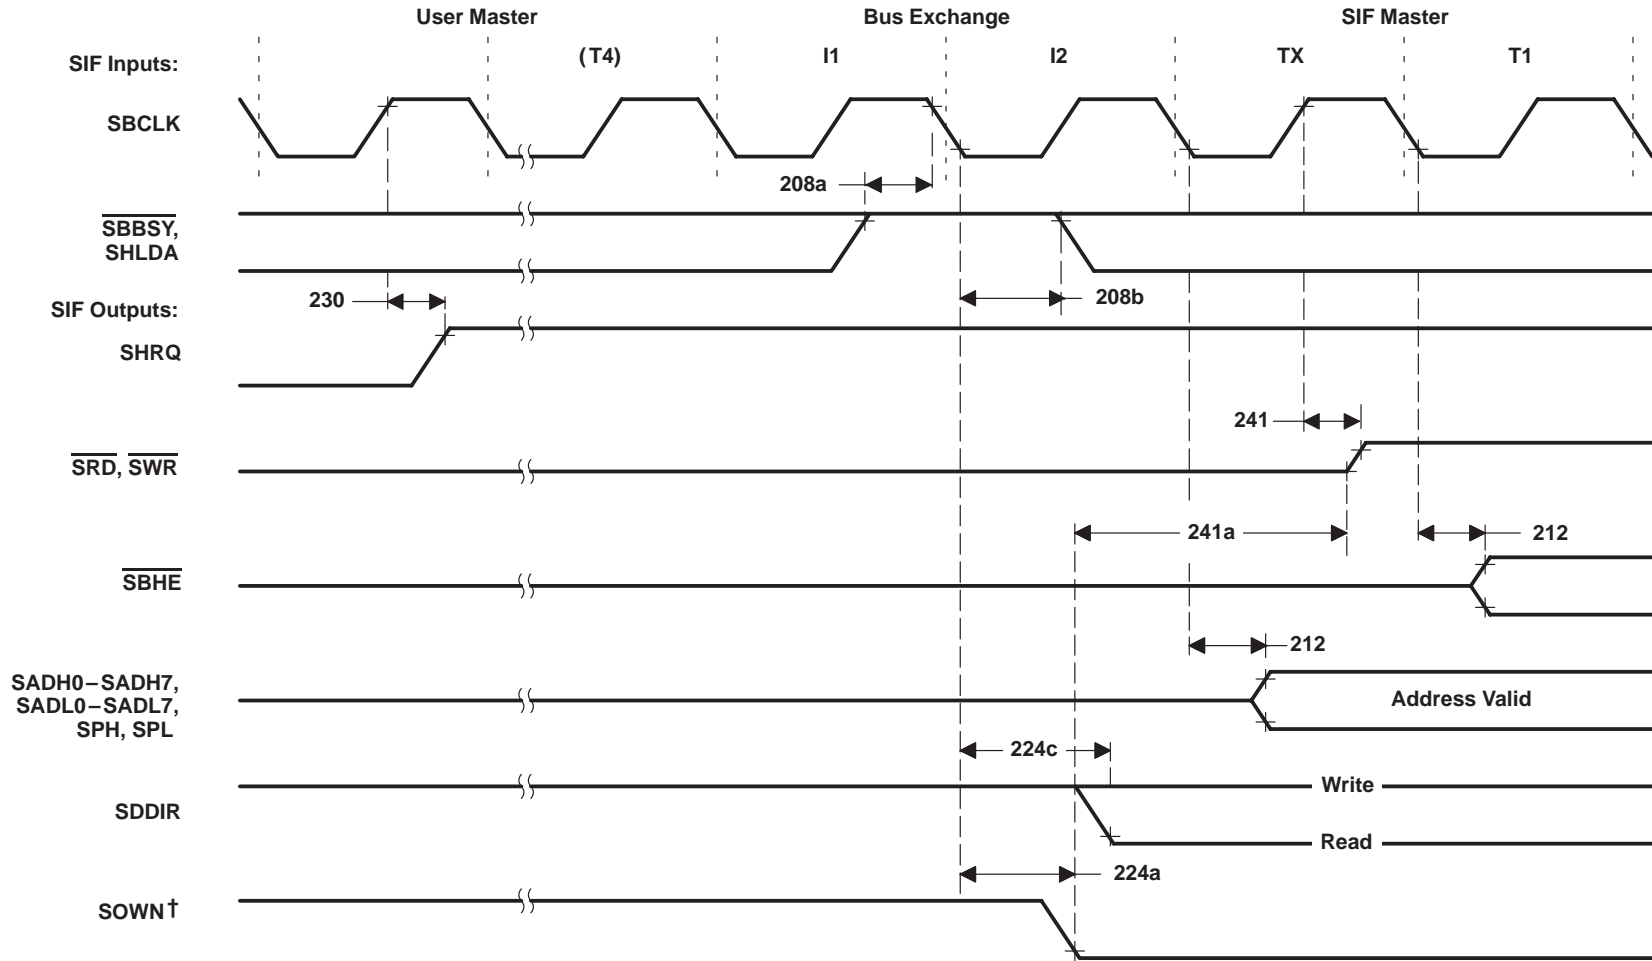 User Master
Bus Exchange
SIF Master
SIF Inputs:
(T4)
I1
I2
TX
T1
SBCLK
208a
SBBSY,
SHLDA
230
208b
SIF Outputs:
SHRQ
241
SRD, SWR
241a
212
SBHE
212
SADH0–SADH7,
SADL0–SADL7,
SPH, SPL
Address Valid
224c
SDDIR
Write
Read
224a
SOWN†